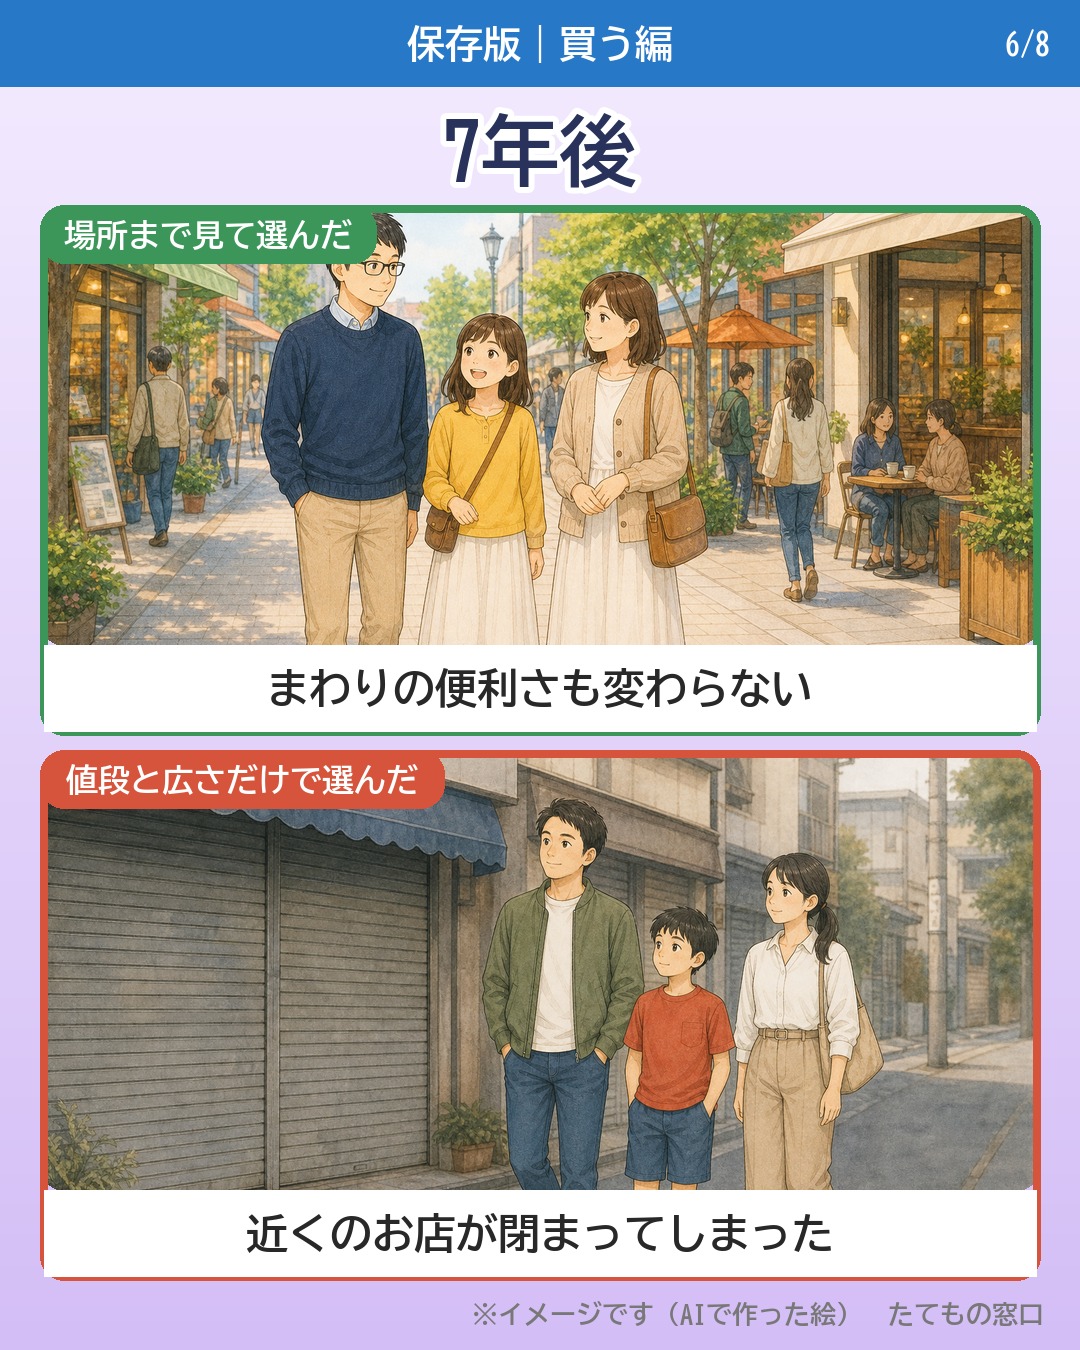 保存版｜買う編
6/8
7年後
場所まで見て選んだ
まわりの便利さも変わらない
値段と広さだけで選んだ
近くのお店が閉まってしまった
※イメージです（AIで作った絵）　たてもの窓口